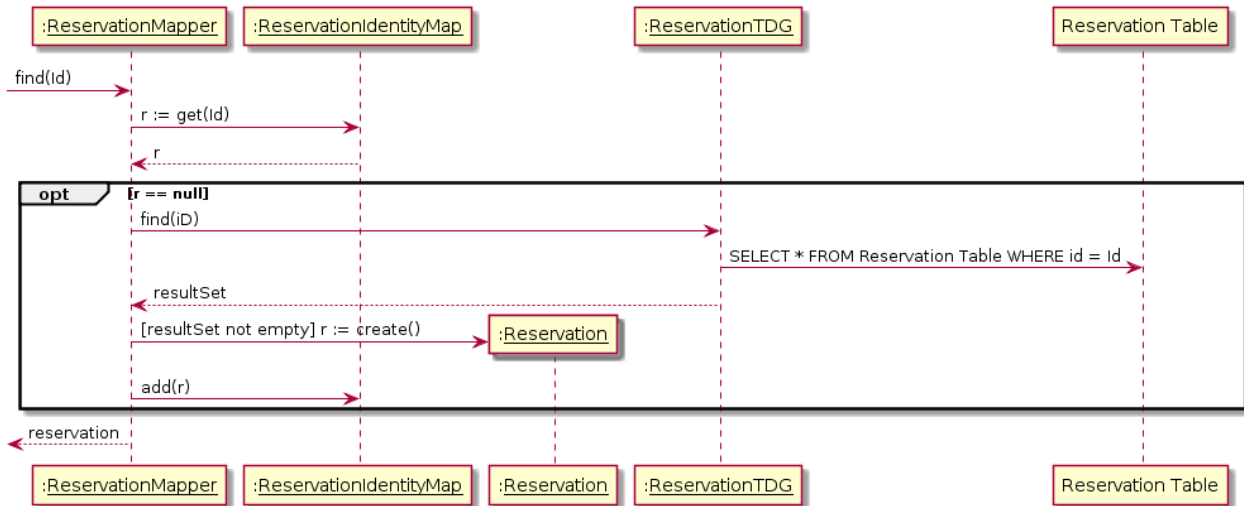 :ReservationMapper :ReservationIdentityMap :ReservationTDG Reservation Table
find(Id)
r := get(Id)
r
opt [r == null]
find(iD)
SELECT * FROM Reservation Table WHERE id = Id
resultSet
[resultSet not empty] r := create() :Reservation
add(r)
reservation
:ReservationMapper :ReservationIdentityMap :Reservation :ReservationTDG Reservation Table